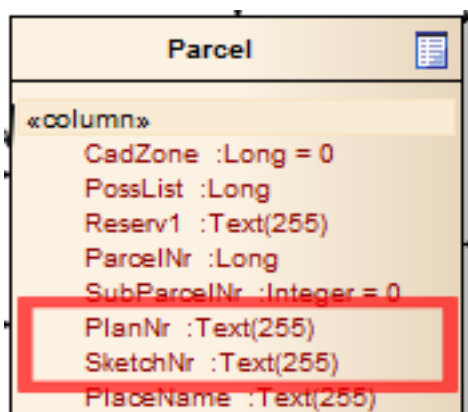 Parcel
«column»
CadZone :Long = 0
PossList :Long
Reserv1 :Text(255)
ParcelNr :Long
SubParcelNr :Integer = 0
PlanNr :Text(255)
SketchNr :Text(255)
PlaceName :Text(255)